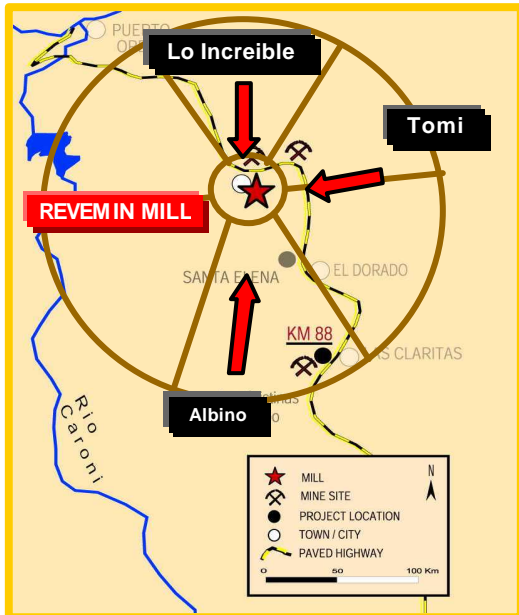 PUERTO
Lo Increible
Tomi
REVEMIN MILL
SANTA ELENA
EL DORADO
KM 88
LAS CLARITAS
Albino
Rio
Caroni
N
MILL
MINE SITE
PROJECT LOCATION
TOWN / CITY
PAVED HIGHWAY
0 50 100 Km